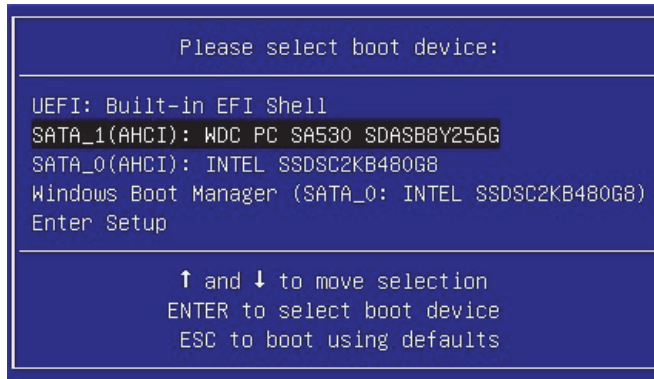 Please select boot device:
UEFI: Built-in EFI Shell
SATA_1(AHCI): WDC PC SA530 SDASB8Y256G
SATA_0(AHCI): INTEL SSDSC2KB480G8
Windows Boot Manager (SATA_0: INTEL SSDSC2KB480G8)
Enter Setup
↑ and ↓ to move selection
ENTER to select boot device
ESC to boot using defaults